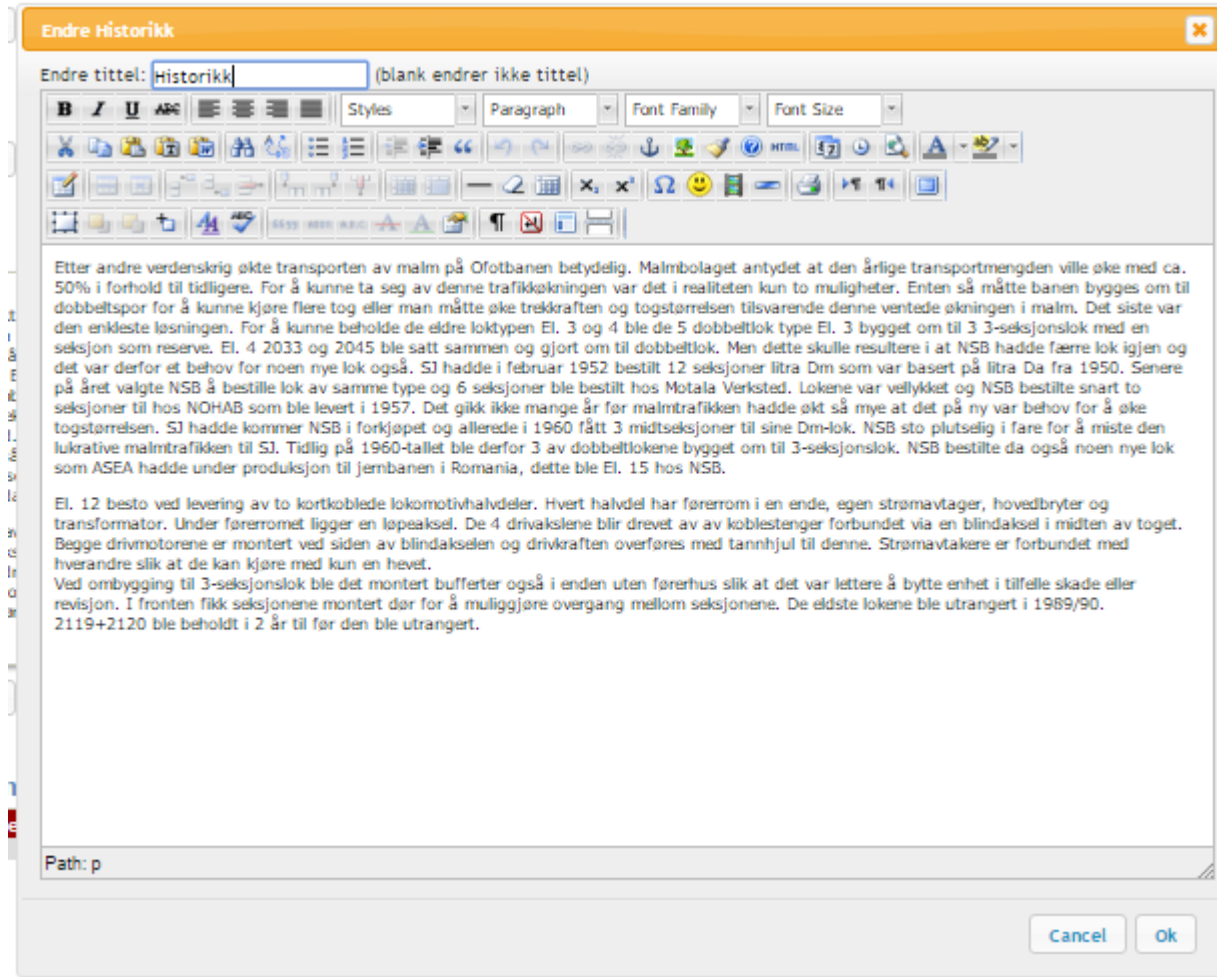 Endre Historikk
Endre tittel: Historikk (blank endrer ikke tittel)
B I U ABC Styles Paragraph Font Family Font Size
HTML
Etter andre verdenskrig økte transporten av malm på Ofotbanen betydelig. Malmbolaget antydet at den årlige transportmengden ville øke med ca.
50% i forhold til tidligere. For å kunne ta seg av denne trafikkøkningen var det i realiteten kun to muligheter. Enten så måtte banen bygges om til
dobbeltspor for å kunne kjøre flere tog eller man måtte øke trekkraften og togstørrelsen tilsvarende denne ventede økningen i malm. Det siste var
den enkleste løsningen. For å kunne beholde de eldre loktypen El. 3 og 4 ble de 5 dobbeltlok type El. 3 bygget om til 3 3-seksjonslok med en
seksjon som reserve. El. 4 2033 og 2045 ble satt sammen og gjort om til dobbeltlok. Men dette skulle resultere i at NSB hadde færre lok igjen og
det var derfor et behov for noen nye lok også. SJ hadde i februar 1952 bestilt 12 seksjoner litra Dm som var basert på litra Da fra 1950. Senere
på året valgte NSB å bestille lok av samme type og 6 seksjoner ble bestilt hos Motala Verksted. Lokene var vellykket og NSB bestilte snart to
seksjoner til hos NOHAB som ble levert i 1957. Det gikk ikke mange år før malmtrafikken hadde økt så mye at det på ny var behov for å øke
togstørrelsen. SJ hadde kommer NSB i forkjøpet og allerede i 1960 fått 3 midtseksjoner til sine Dm-lok. NSB sto plutselig i fare for å miste den
lukrative malmtrafikken til SJ. Tidlig på 1960-tallet ble derfor 3 av dobbeltlokene bygget om til 3-seksjonslok. NSB bestilte da også noen nye lok
som ASEA hadde under produksjon til jernbanen i Romania, dette ble El. 15 hos NSB.
El. 12 besto ved levering av to kortkoblede lokomotivhalvdeler. Hvert halvdel har førerrom i en ende, egen strømavtager, hovedbryter og
transformator. Under førerromet ligger en løpeaksel. De 4 drivakslene blir drevet av av koblestenger forbundet via en blindaksel i midten av toget.
Begge drivmotorene er montert ved siden av blindakselen og drivkraften overføres med tannhjul til denne. Strømavtakere er forbundet med
hverandre slik at de kan kjøre med kun en hevet.
Ved ombygging til 3-seksjonslok ble det montert bufferter også i enden uten førerhus slik at det var lettere å bytte enhet i tilfelle skade eller
revisjon. I fronten fikk seksjonene montert dør for å muliggjøre overgang mellom seksjonene. De eldste lokene ble utrangert i 1989/90.
2119+2120 ble beholdt i 2 år til før den ble utrangert.
Path: p
Cancel Ok